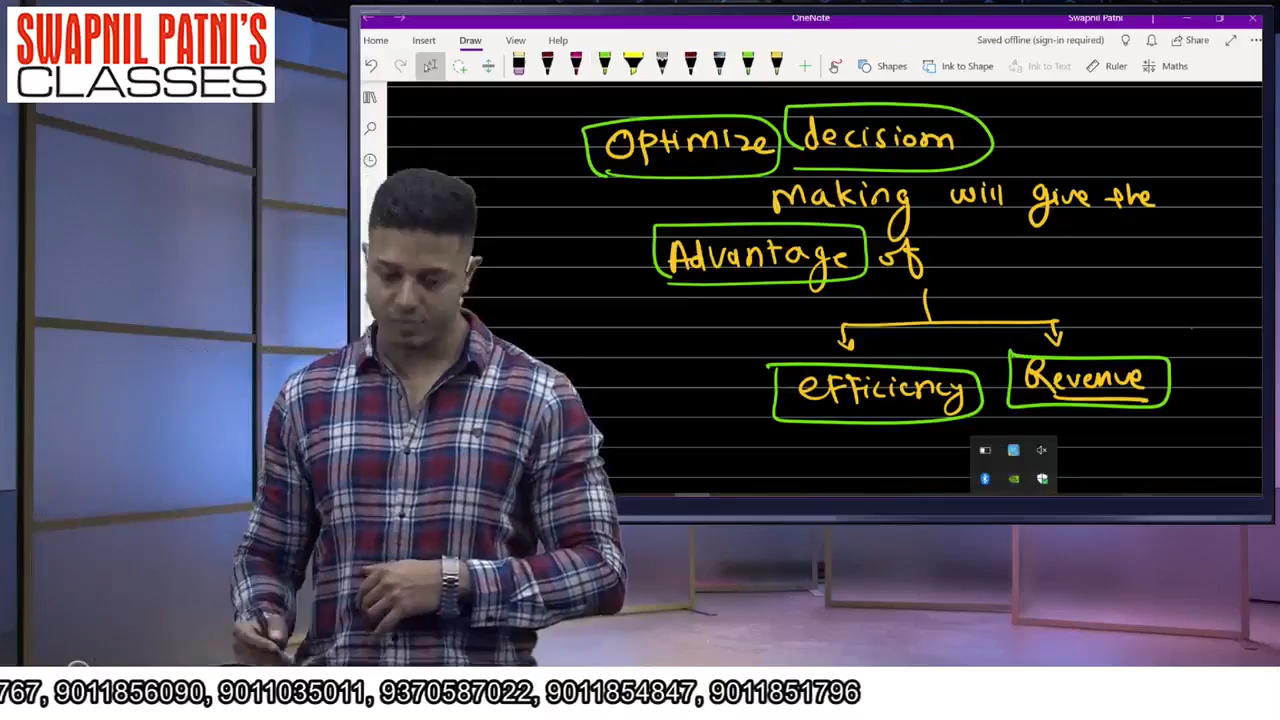 SWAPNIL PATNI'S
CLASSES
OneNote
Swapnil Patni
Home Insert Draw View Help
Saved offline (sign-in required) Share
Shapes Ink to Shape Ink to Text Ruler Maths
Optimize decision
making will give the
Advantage of
efficiency Revenue
767, 9011856090, 9011035011, 9370587022, 9011854847, 9011851796